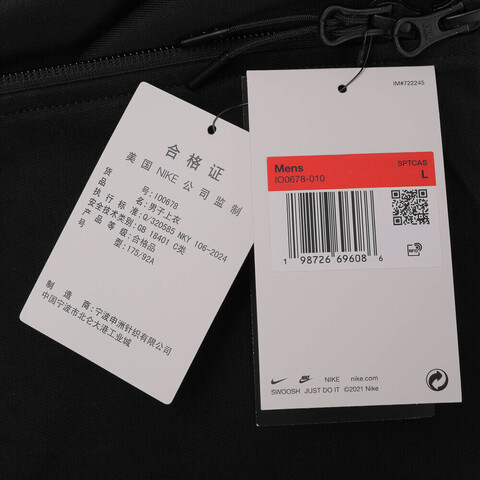 合格证
美国 NIKE 公司监制
货号: IO0678
品名: 男子上衣
执行标准: Q/320585 NKY 106-2024
安全技术类别: GB 18401 C类
产品等级: 合格品
号型: 175/92A
制造商: 宁波申洲针织有限公司
中国宁波市北仑大港工业城
IM#722245
Mens
SPTCAS
IO0678-010
L
1 98726 69608 6
RFID
NIKE nike.com
SWOOSH JUST DO IT ©2021 Nike